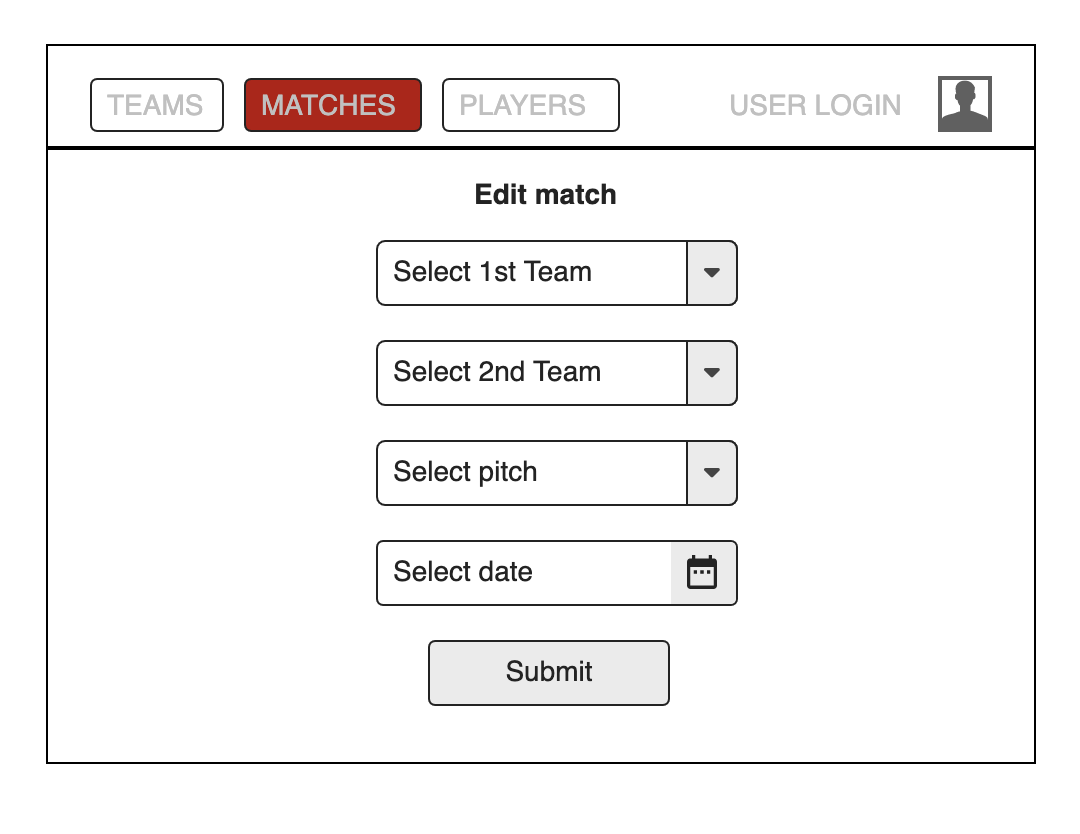 TEAMS MATCHES PLAYERS USER LOGIN
Edit match
Select 1st Team
Select 2nd Team
Select pitch
Select date
Submit